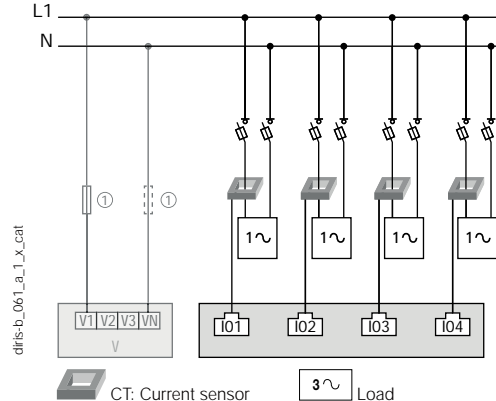 L1
N
① ①
1∿ 1∿ 1∿ 1∿
V1 V2 V3 VN
V
I01 I02 I03 I04
diris-b_061_a_1_x_cat
CT: Current sensor
3∿ Load